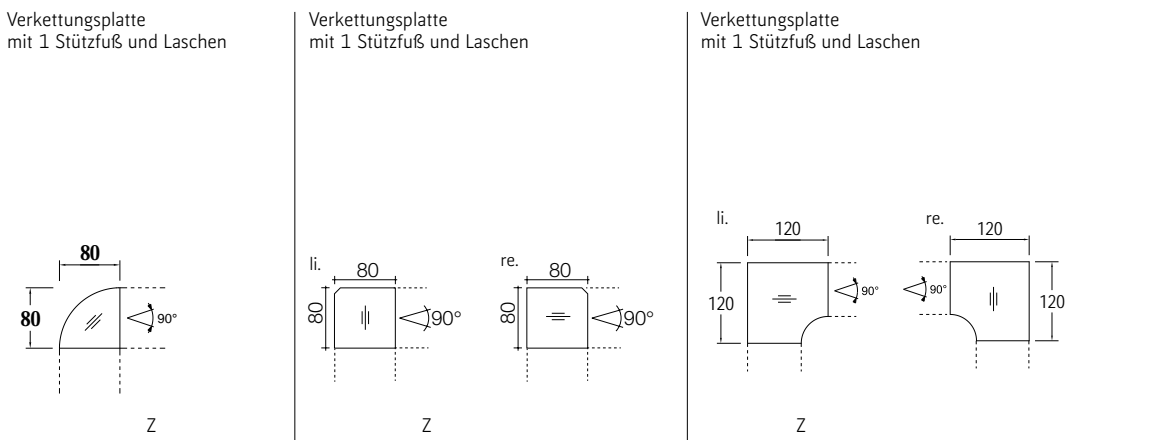 Verkettungsplatte
mit 1 Stützfuß und Laschen
80
80
90°
Z
Verkettungsplatte
mit 1 Stützfuß und Laschen
li.
80
80
90°
re.
80
80
90°
Z
Verkettungsplatte
mit 1 Stützfuß und Laschen
li.
120
120
90°
re.
120
90°
120
Z